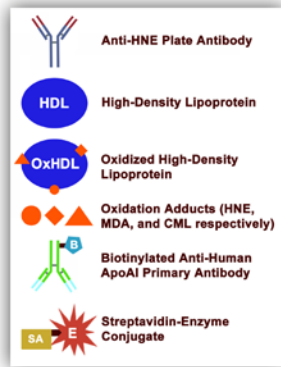 Anti-HNE Plate Antibody
HDL
High-Density Lipoprotein
OxHDL
Oxidized High-Density
Lipoprotein
Oxidation Adducts (HNE,
MDA, and CML respectively)
B
Biotinylated Anti-Human
ApoAI Primary Antibody
SA
E
Streptavidin-Enzyme
Conjugate